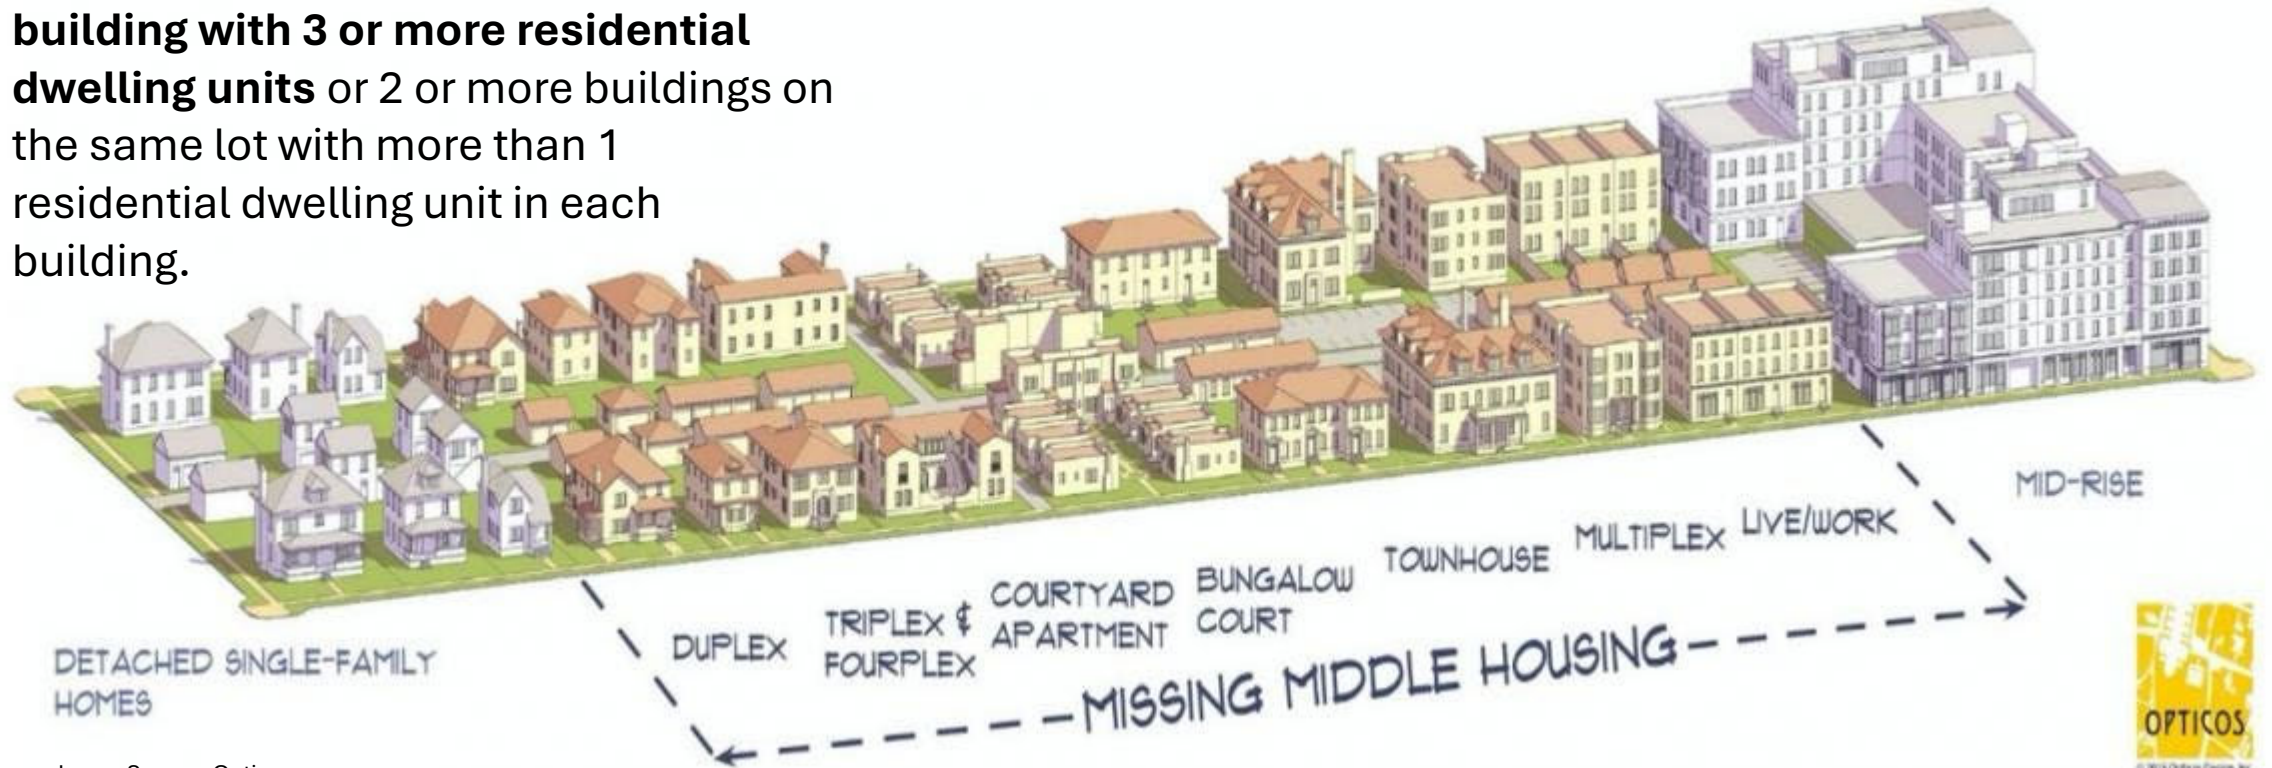 building with 3 or more residential
dwelling units or 2 or more buildings on
the same lot with more than 1
residential dwelling unit in each
building.
DETACHED SINGLE-FAMILY
HOMES
DUPLEX
TRIPLEX &
FOURPLEX
COURTYARD
APARTMENT
BUNGALOW
COURT
TOWNHOUSE
MULTIPLEX
LIVE/WORK
MID-RISE
MISSING MIDDLE HOUSING
OPTICOS